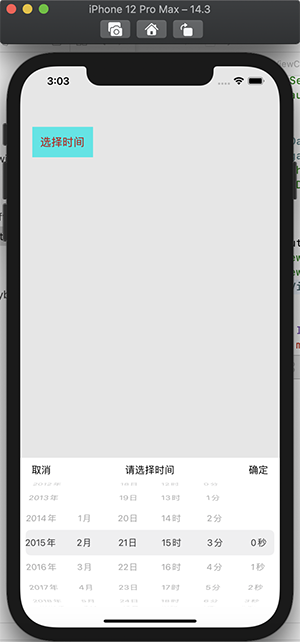 iPhone 12 Pro Max – 14.3
3:03
选择时间
取消 请选择时间 确定
2013年 19日 13时 1分
2014年 1月 20日 14时 2分
2015年 2月 21日 15时 3分 0秒
2016年 3月 22日 16时 4分 1秒
2017年 4月 23日 17时 5分 2秒